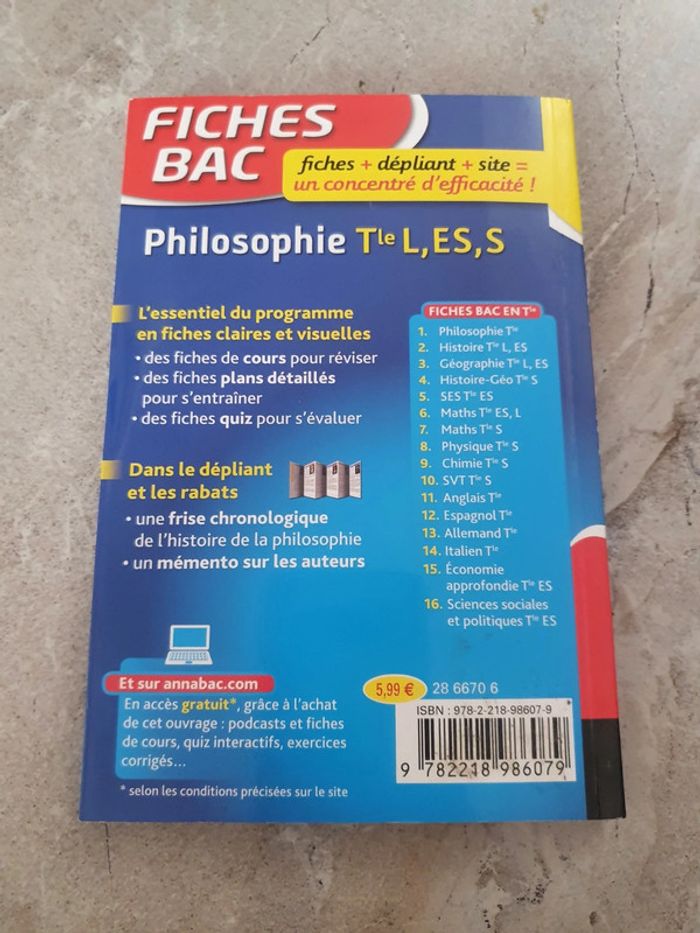 FICHES
BAC
fiches + dépliant + site =
un concentré d'efficacité !
Philosophie Tle L, ES, S
L'essentiel du programme
en fiches claires et visuelles
• des fiches de cours pour réviser
• des fiches plans détaillés
pour s'entraîner
• des fiches quiz pour s'évaluer
Dans le dépliant
et les rabats
• une frise chronologique
de l'histoire de la philosophie
• un mémento sur les auteurs
FICHES BAC EN Tle
1. Philosophie Tle
2. Histoire Tle L, ES
3. Géographie Tle L, ES
4. Histoire-Géo Tle S
5. SES Tle ES
6. Maths Tle ES, L
7. Maths Tle S
8. Physique Tle S
9. Chimie Tle S
10. SVT Tle S
11. Anglais Tle
12. Espagnol Tle
13. Allemand Tle
14. Italien Tle
15. Économie
approfondie Tle ES
16. Sciences sociales
et politiques Tle ES
Et sur annabac.com
En accès gratuit*, grâce à l'achat
de cet ouvrage : podcasts et fiches
de cours, quiz interactifs, exercices
corrigés...
* selon les conditions précisées sur le site
5,99 €
28 6670 6
ISBN : 978-2-218-98607-9
9 782218 986079